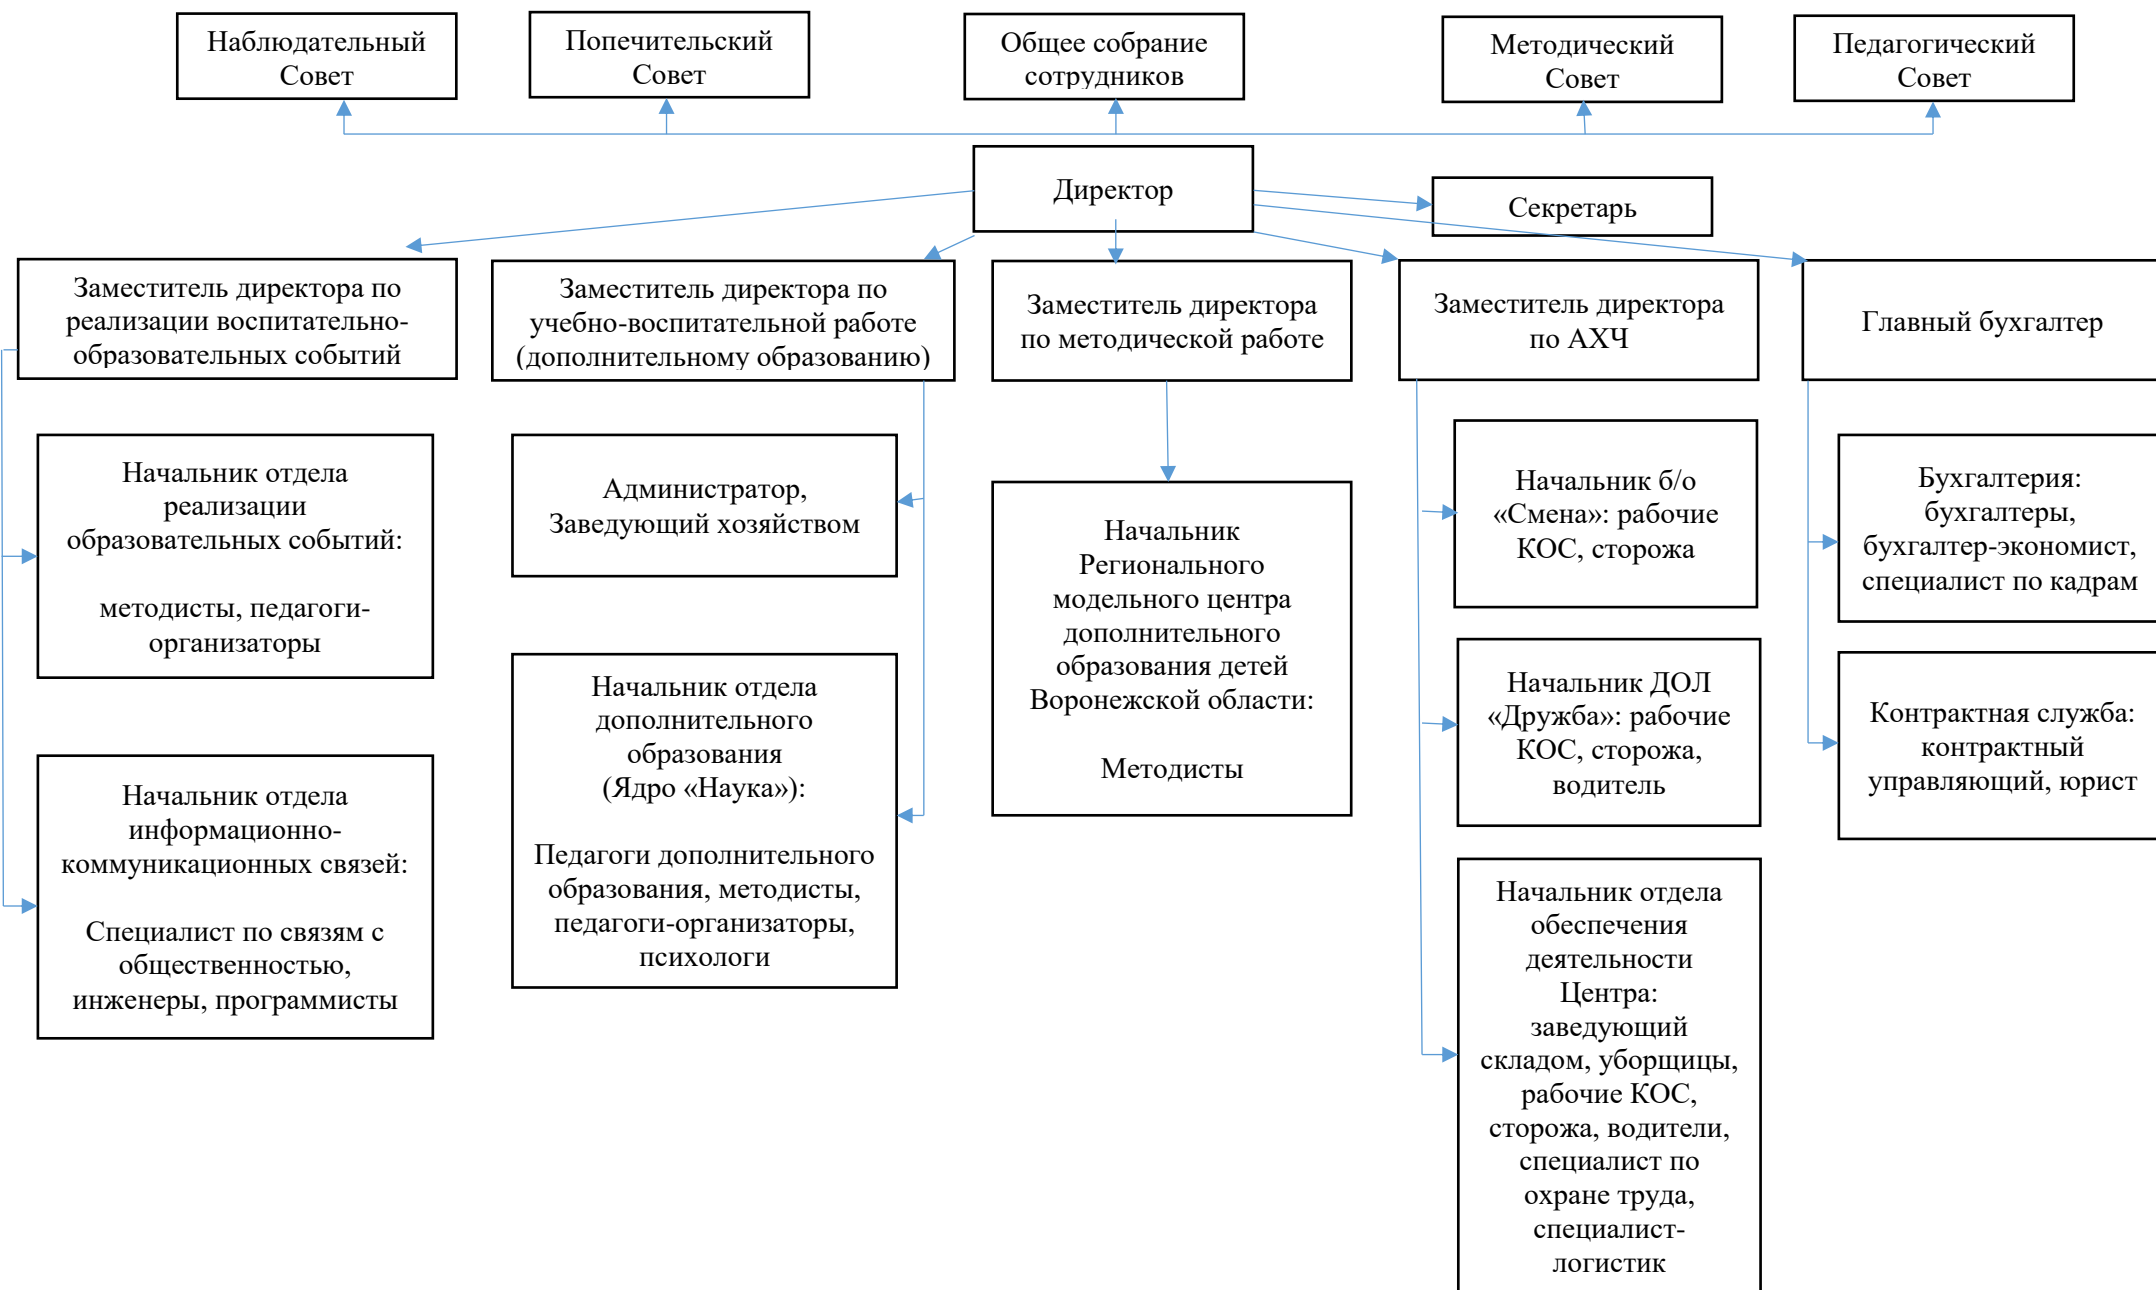 Наблюдательный
Совет
Попечительский
Совет
Общее собрание
сотрудников
Методический
Совет
Педагогический
Совет
Директор
Секретарь
Заместитель директора по
реализации воспитательно-
образовательных событий
Заместитель директора по
учебно-воспитательной работе
(дополнительному образованию)
Заместитель директора
по методической работе
Заместитель директора
по АХЧ
Главный бухгалтер
Начальник отдела
реализации
образовательных событий:
методисты, педагоги-
организаторы
Начальник отдела
информационно-
коммуникационных связей:
Специалист по связям с
общественностью,
инженеры, программисты
Администратор,
Заведующий хозяйством
Начальник отдела
дополнительного
образования
(Ядро «Наука»):
Педагоги дополнительного
образования, методисты,
педагоги-организаторы,
психологи
Начальник
Регионального
модельного центра
дополнительного
образования детей
Воронежской области:
Методисты
Начальник б/о
«Смена»: рабочие
КОС, сторожа
Начальник ДОЛ
«Дружба»: рабочие
КОС, сторожа,
водитель
Начальник отдела
обеспечения
деятельности
Центра:
заведующий
складом, уборщицы,
рабочие КОС,
сторожа, водители,
специалист по
охране труда,
специалист-
логистик
Бухгалтерия:
бухгалтеры,
бухгалтер-экономист,
специалист по кадрам
Контрактная служба:
контрактный
управляющий, юрист